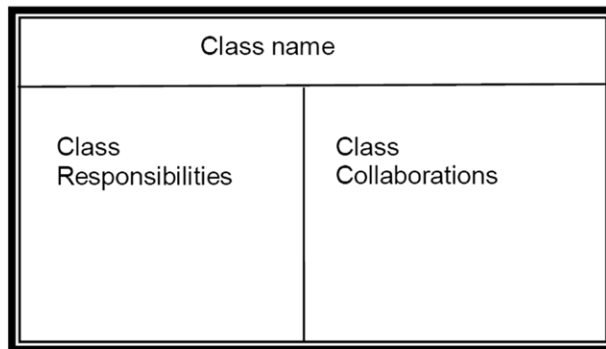 Class name
Class
Responsibilities
Class
Collaborations